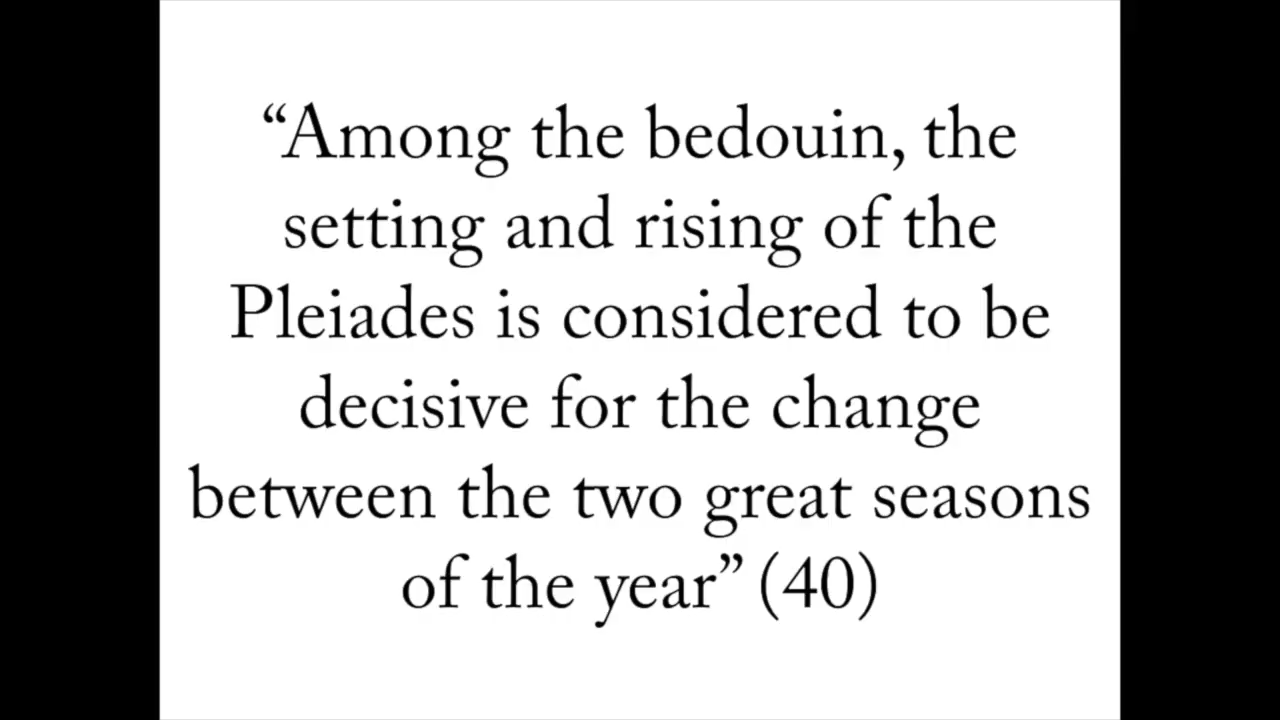 “Among the bedouin, the
setting and rising of the
Pleiades is considered to be
decisive for the change
between the two great seasons
of the year” (40)